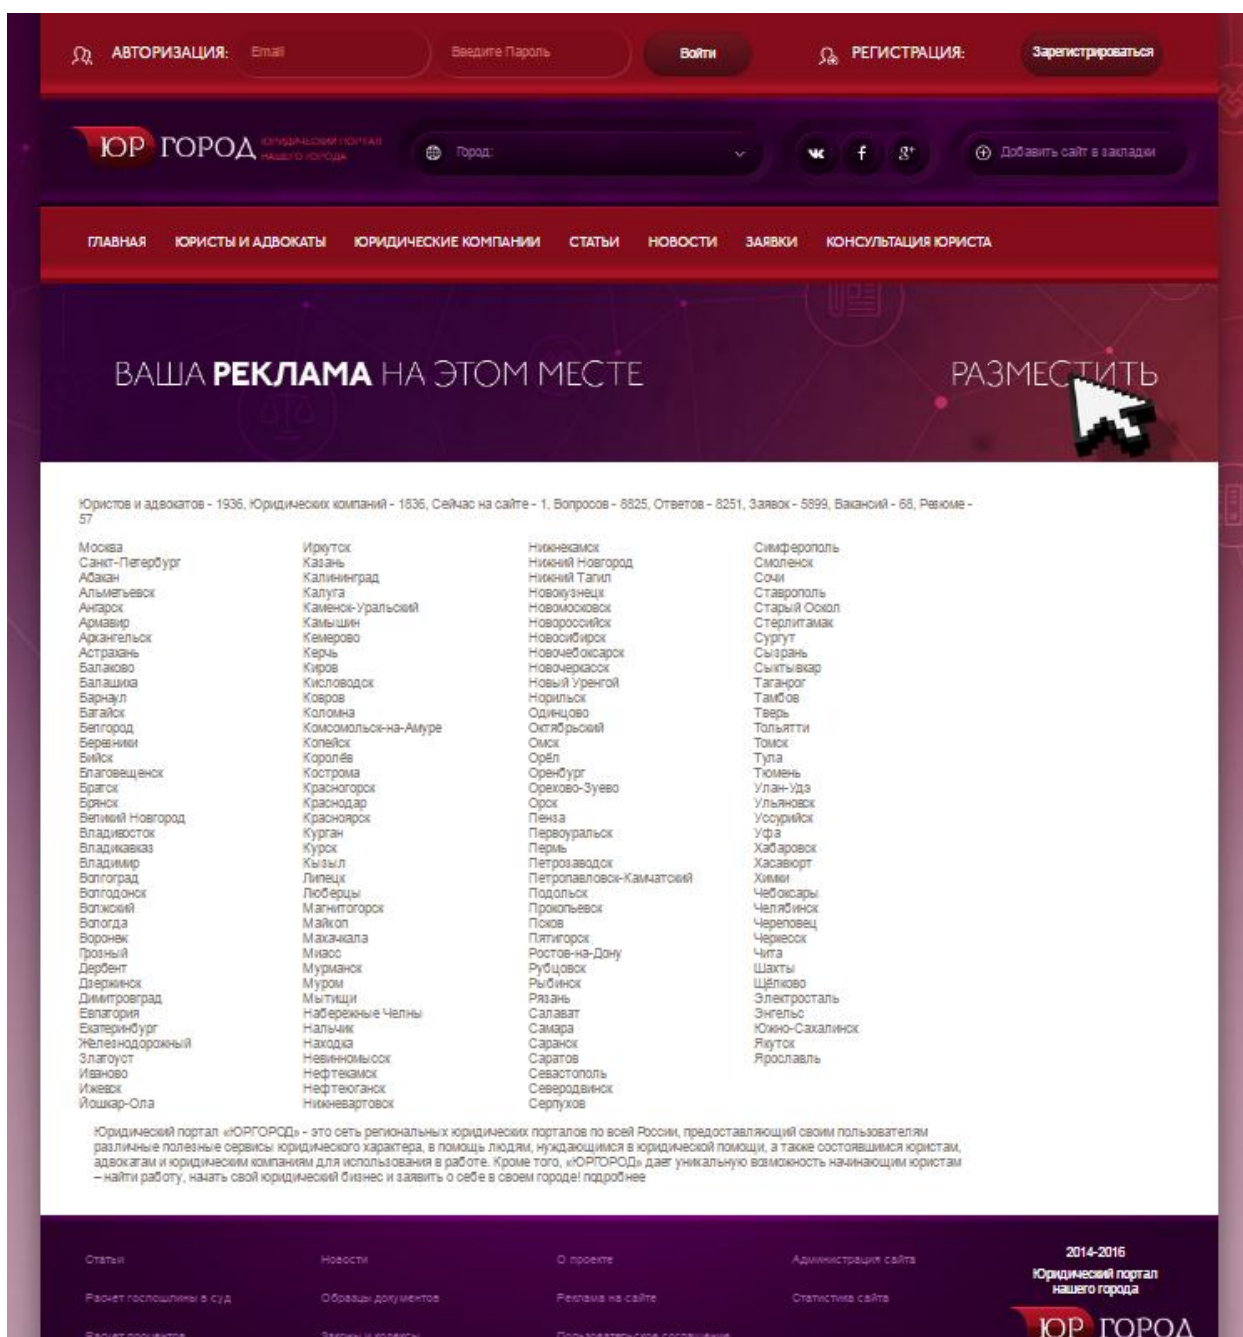 АВТОРИЗАЦИЯ: Email Введите Пароль Войти РЕГИСТРАЦИЯ: Зарегистрироваться
ЮР ГОРОД ЮРИДИЧЕСКИЙ ПОРТАЛ
НАШЕГО ГОРОДА
Город:
Добавить сайт в закладки
ГЛАВНАЯ ЮРИСТЫ И АДВОКАТЫ ЮРИДИЧЕСКИЕ КОМПАНИИ СТАТЬИ НОВОСТИ ЗАЯВКИ КОНСУЛЬТАЦИЯ ЮРИСТА
ВАША РЕКЛАМА НА ЭТОМ МЕСТЕ РАЗМЕСТИТЬ
Юристов и адвокатов - 1936, Юридических компаний - 1836, Сейчас на сайте - 1, Вопросов - 8825, Ответов - 8251, Заявок - 5899, Вакансий - 68, Резюме -
57
Москва
Санкт-Петербург
Абакан
Альметьевск
Ангарск
Армавир
Архангельск
Астрахань
Балаково
Балашиха
Барнаул
Батайск
Белгород
Березники
Бийск
Благовещенск
Братск
Брянск
Великий Новгород
Владивосток
Владикавказ
Владимир
Волгоград
Волгодонск
Волжский
Вологда
Воронеж
Грозный
Дербент
Дзержинск
Димитровград
Евпатория
Екатеринбург
Железнодорожный
Златоуст
Иваново
Ижевск
Йошкар-Ола
Иркутск
Казань
Калининград
Калуга
Каменск-Уральский
Камышин
Кемерово
Керчь
Киров
Кисловодск
Ковров
Коломна
Комсомольск-на-Амуре
Копейск
Королёв
Кострома
Красногорск
Краснодар
Красноярск
Курган
Курск
Кызыл
Липецк
Люберцы
Магнитогорск
Майкоп
Махачкала
Миасс
Мурманск
Муром
Мытищи
Набережные Челны
Нальчик
Находка
Невинномысск
Нефтекамск
Нефтеюганск
Нижневартовск
Нижнекамск
Нижний Новгород
Нижний Тагил
Новокузнецк
Новомосковск
Новороссийск
Новосибирск
Новочебоксарск
Новочеркасск
Новый Уренгой
Норильск
Одинцово
Октябрьский
Омск
Орёл
Оренбург
Орехово-Зуево
Орск
Пенза
Первоуральск
Пермь
Петрозаводск
Петропавловск-Камчатский
Подольск
Прокопьевск
Псков
Пятигорск
Ростов-на-Дону
Рубцовск
Рыбинск
Рязань
Салават
Самара
Саранск
Саратов
Севастополь
Северодвинск
Серпухов
Симферополь
Смоленск
Сочи
Ставрополь
Старый Оскол
Стерлитамак
Сургут
Сызрань
Сыктывкар
Таганрог
Тамбов
Тверь
Тольятти
Томск
Тула
Тюмень
Улан-Удэ
Ульяновск
Уссурийск
Уфа
Хабаровск
Хасавюрт
Химки
Чебоксары
Челябинск
Череповец
Черкесск
Чита
Шахты
Щёлково
Электросталь
Энгельс
Южно-Сахалинск
Якутск
Ярославль
Юридический портал «ЮРГОРОД» - это сеть региональных юридических порталов по всей России, предоставляющий своим пользователям
различные полезные сервисы юридического характера, в помощь людям, нуждающимся в юридической помощи, а также состоявшимся юристам,
адвокатам и юридическим компаниям для использования в работе. Кроме того, «ЮРГОРОД» дает уникальную возможность начинающим юристам
– найти работу, начать свой юридический бизнес и заявить о себе в своем городе! подробнее
Статьи Новости О проекте Администрация сайта
Расчет госпошлины в суд Образцы документов Реклама на сайте Статистика сайта
Расчет процентов Законы и кодексы Пользовательское соглашение
2014-2016
Юридический портал
нашего города
ЮР ГОРОД